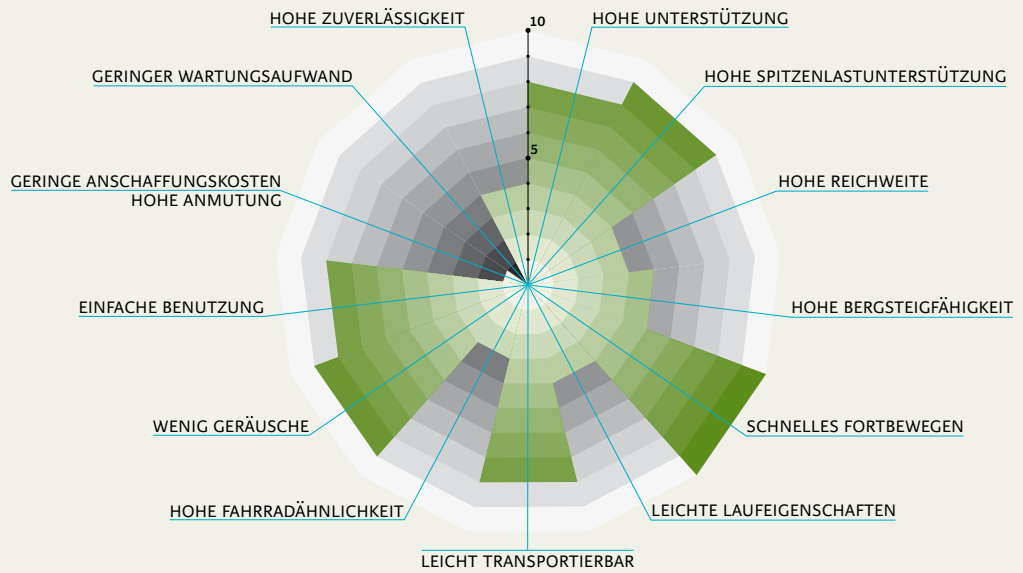 10
HOHE ZUVERLÄSSIGKEIT
HOHE UNTERSTÜTZUNG
GERINGER WARTUNGSAUFWAND
HOHE SPITZENLASTUNTERSTÜTZUNG
5
GERINGE ANSCHAFFUNGSKOSTEN
HOHE ANMUTUNG
HOHE REICHWEITE
EINFACHE BENUTZUNG
HOHE BERGSTEIGFÄHIGKEIT
WENIG GERÄUSCHE
SCHNELLES FORTBEWEGEN
HOHE FAHRRADÄHNLICHKEIT
LEICHTE LAUFEIGENSCHAFTEN
LEICHT TRANSPORTIERBAR